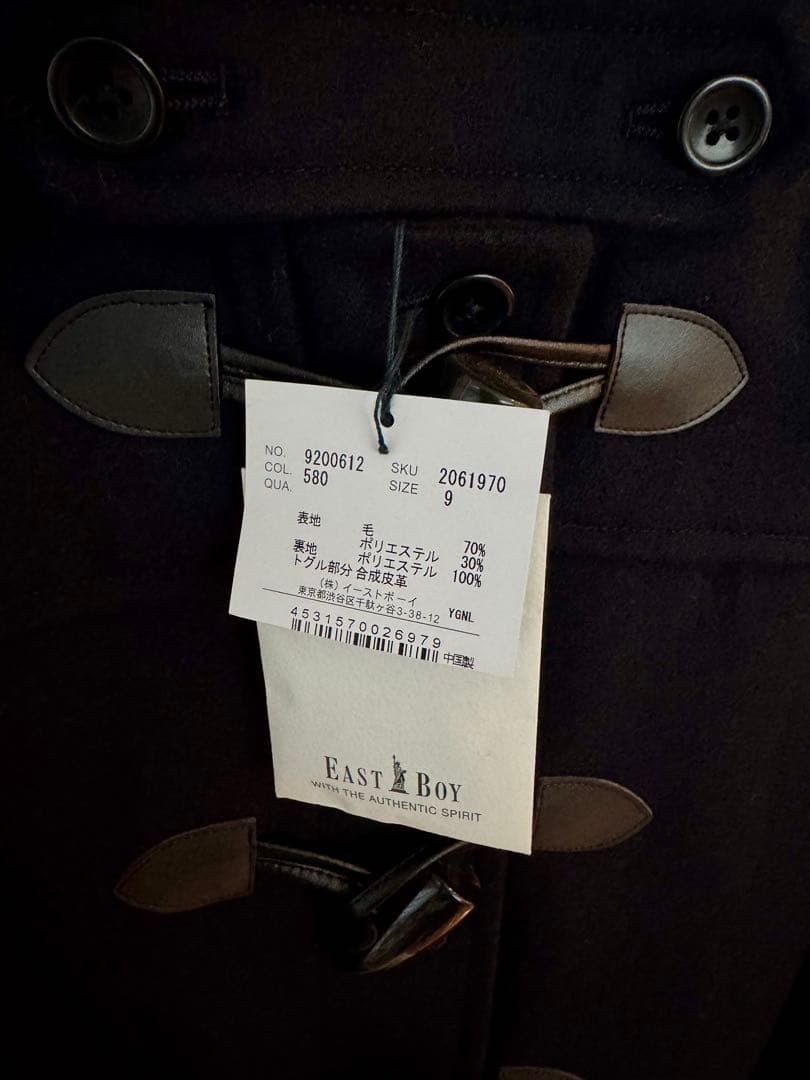 NO. 9200612 SKU 2061970
COL. 580 SIZE 9
QUA.
表地 毛 70%
ポリエステル 30%
裏地 ポリエステル 100%
トグル部分 合成皮革
(株) イーストボーイ
東京都渋谷区千駄ヶ谷3-38-12 YGNL
4531570026979
中国製
EAST BOY
WITH THE AUTHENTIC SPIRIT